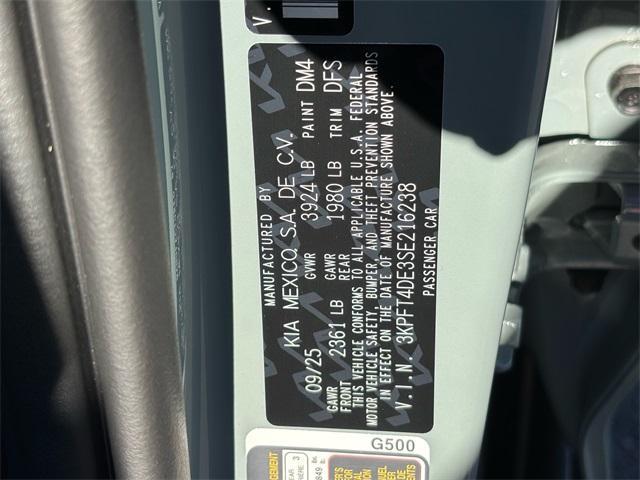 MANUFACTURED BY
KIA MEXICO, S.A. DE C.V.
09/25 GVWR 3924 LB PAINT DM4
GAWR FRONT 2361 LB GAWR REAR 1980 LB TRIM DFS
THIS VEHICLE CONFORMS TO ALL APPLICABLE U.S.A. FEDERAL
MOTOR VEHICLE SAFETY, BUMPER AND THEFT PREVENTION STANDARDS
IN EFFECT ON THE DATE OF MANUFACTURE SHOWN ABOVE.
V.I.N. 3KPFT4DE3SE216238
PASSENGER CAR
V.
G500